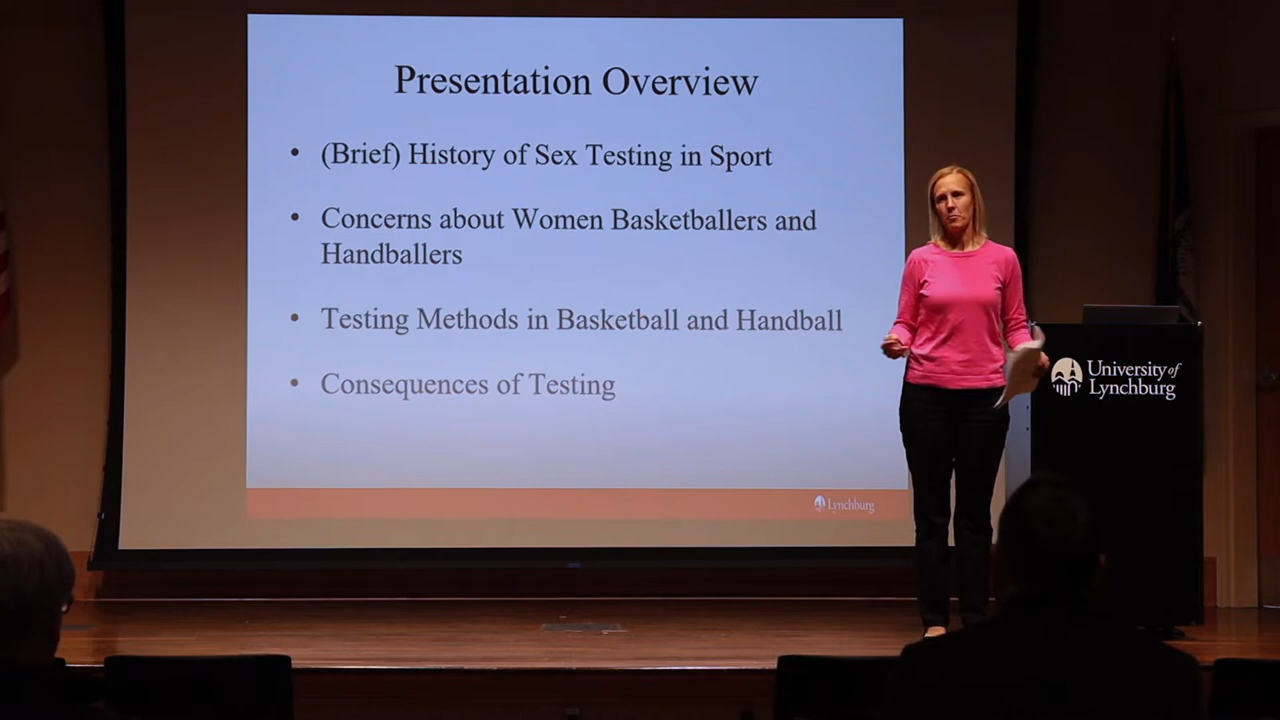 Presentation Overview
• (Brief) History of Sex Testing in Sport
• Concerns about Women Basketballers and
Handballers
• Testing Methods in Basketball and Handball
• Consequences of Testing
Lynchburg
University of
Lynchburg